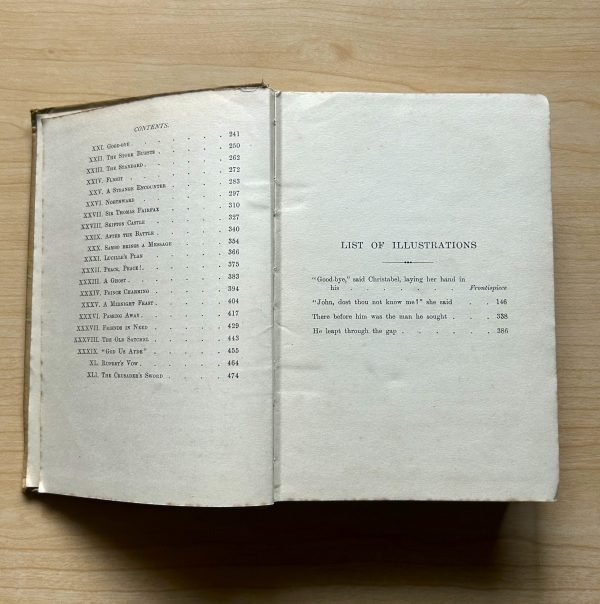 CONTENTS.
XXI. GOOD-BYE 241
XXII. THE STORM BURSTS 250
XXIII. THE STANDARD 262
XXIV. FLIGHT 272
XXV. A STRANGE ENCOUNTER 283
XXVI. NORTHWARD 297
XXVII. SIR THOMAS FAIRFAX 310
XXVIII. SKIPTON CASTLE 327
XXIX. AFTER THE BATTLE 340
XXX. SAMBO BRINGS A MESSAGE 354
XXXI. LUCILLE'S PLAN 366
XXXII. PEACE, PEACE! 375
XXXIII. A GHOST 383
XXXIV. PRINCE CHARMING 394
XXXV. A MIDNIGHT FEAST 404
XXXVI. PASSING AWAY 417
XXXVII. FRIENDS IN NEED 429
XXXVIII. THE OLD SATCHEL 443
XXXIX. "GOD US AYDE" 455
XL. RUPERT'S VOW 464
XLI. THE CRUSADER'S SWORD 474
LIST OF ILLUSTRATIONS
"Good-bye," said Christabel, laying her hand in
his Frontispiece
"John, dost thou not know me?" she said 146
There before him was the man he sought 338
He leapt through the gap 386